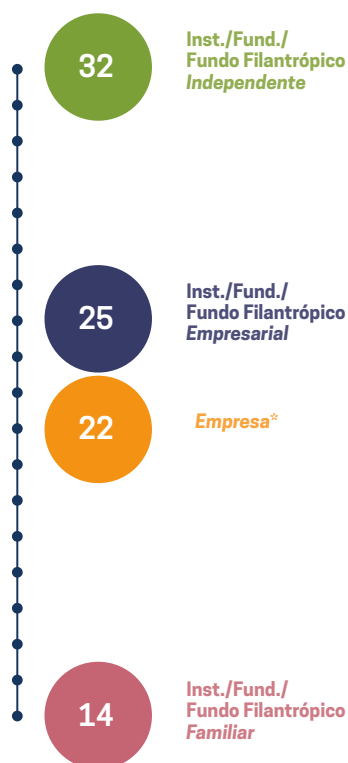 32
Inst./Fund./
Fundo Filantrópico
Independente
25
Inst./Fund./
Fundo Filantrópico
Empresarial
22
Empresa*
14
Inst./Fund./
Fundo Filantrópico
Familiar